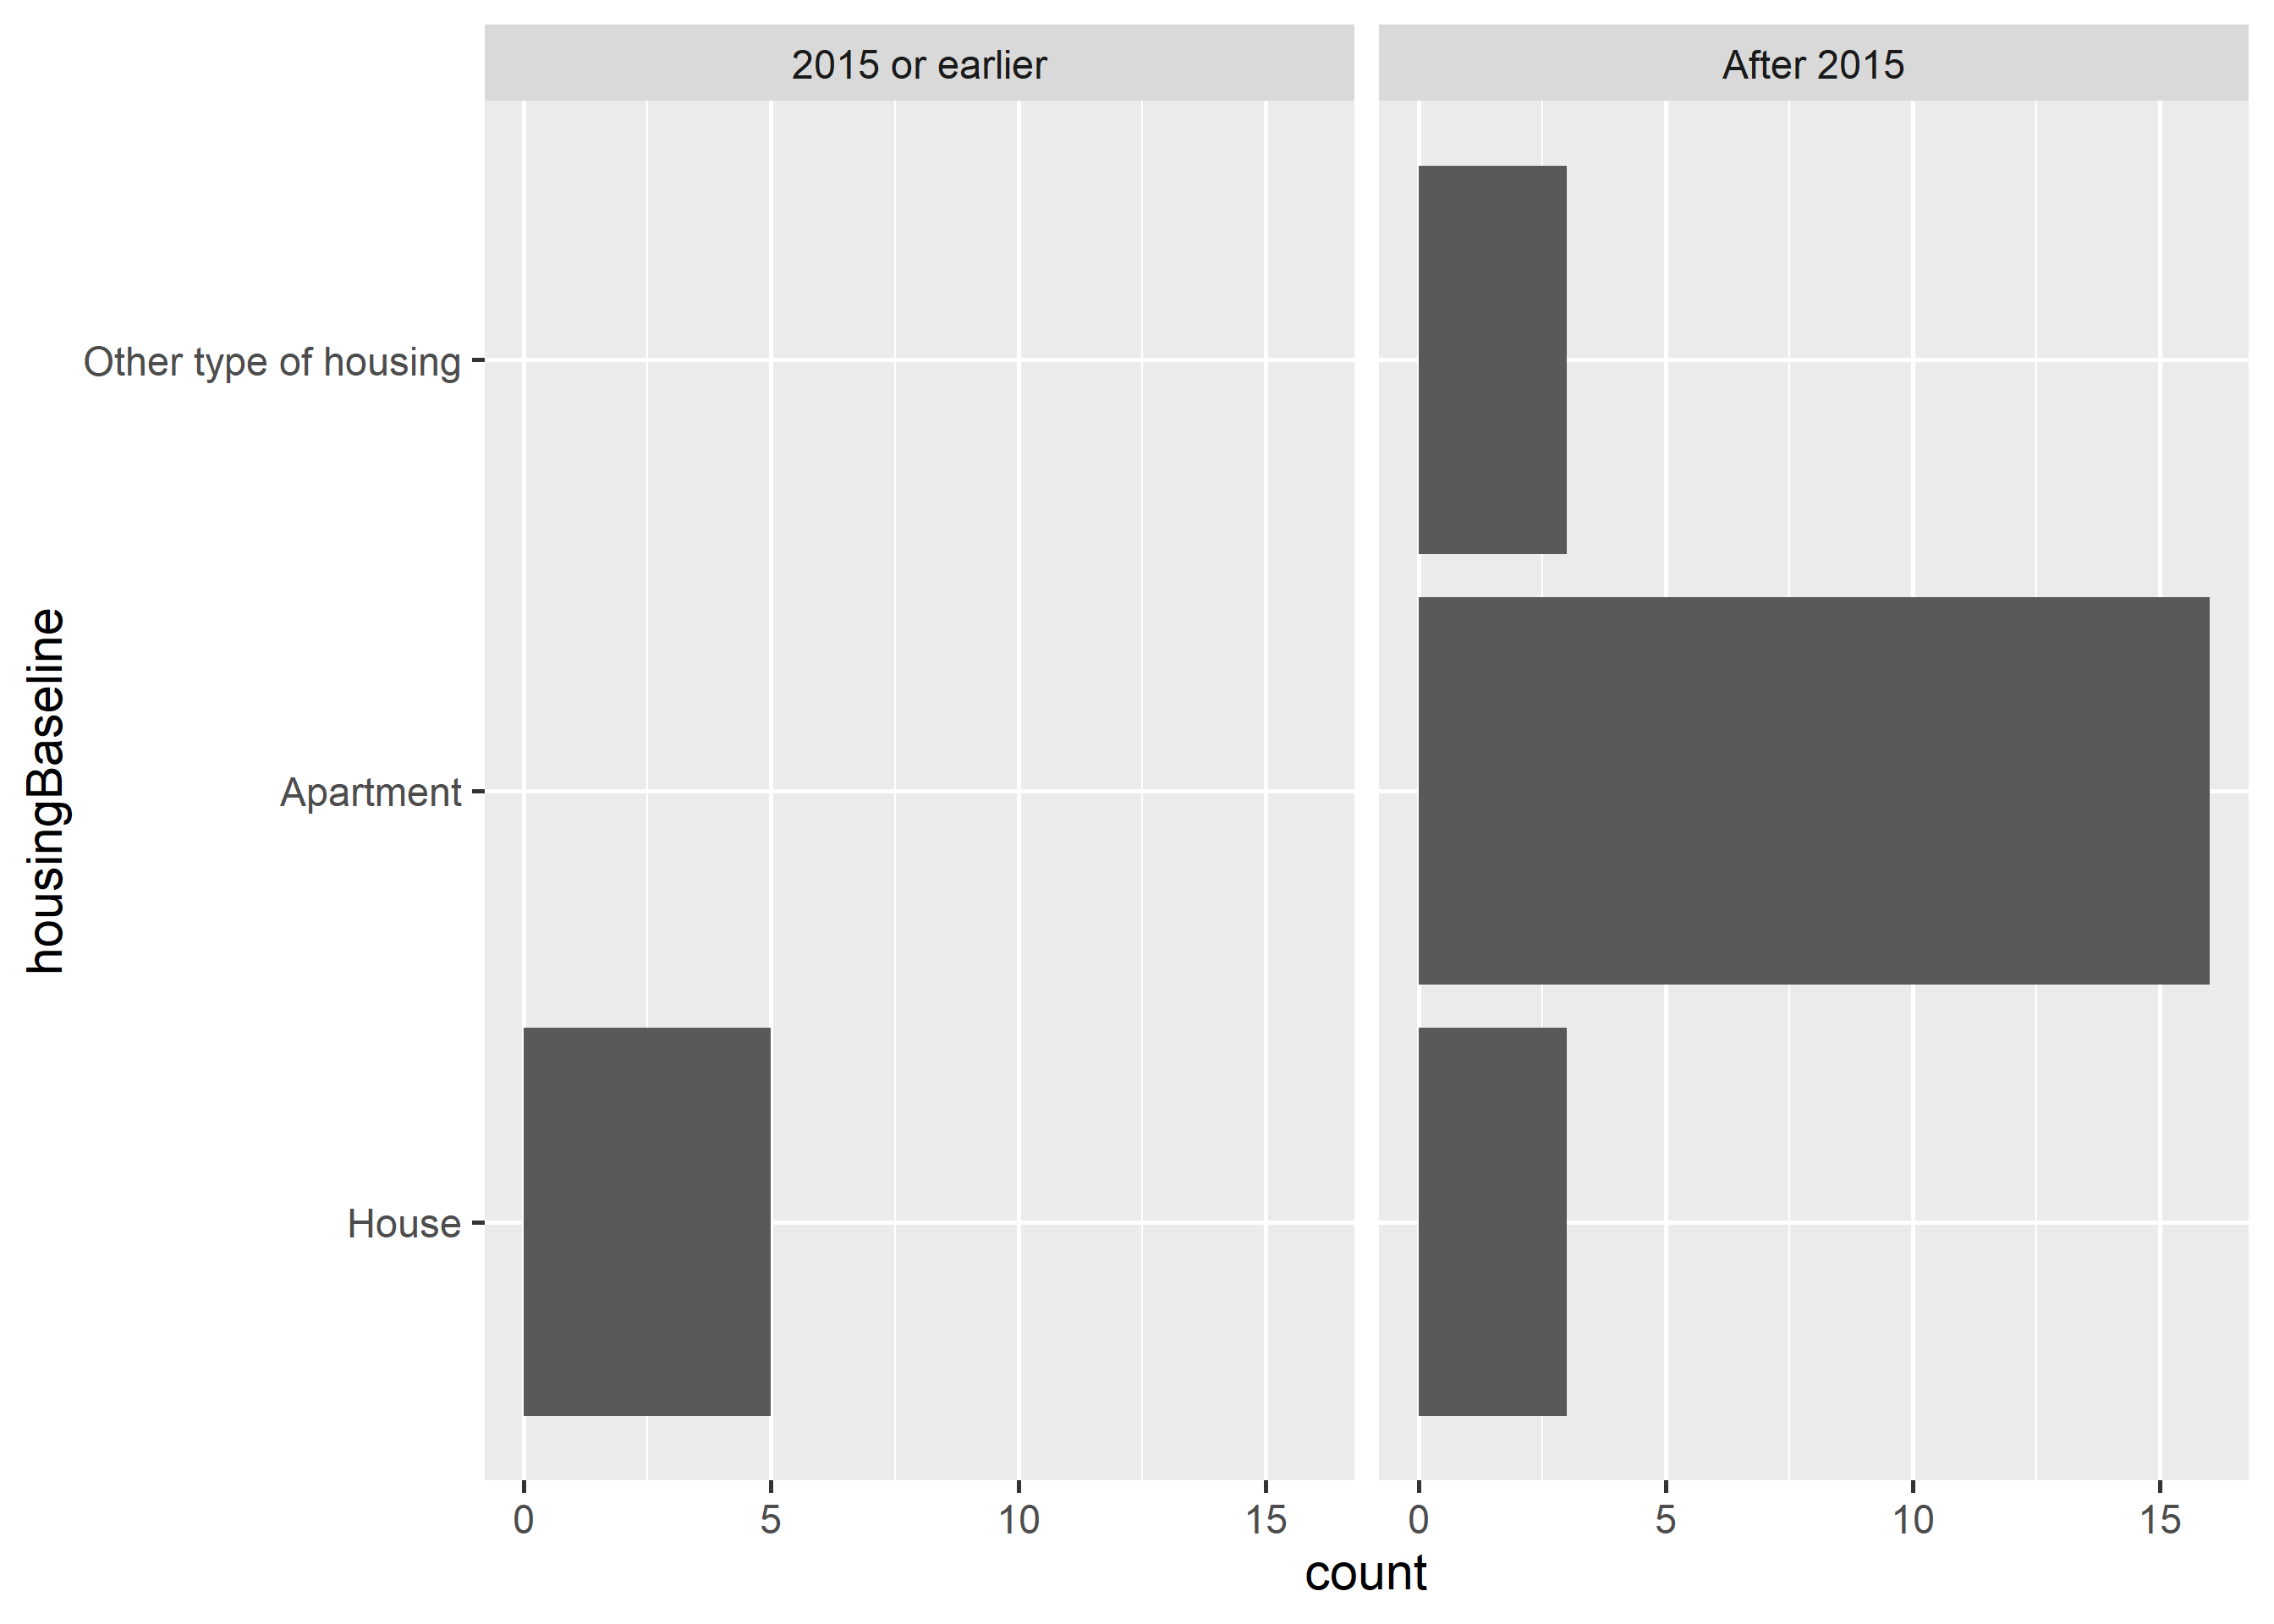 2015 or earlier
After 2015
housingBaseline
Other type of housing
Apartment
House
0 5 10 15
0 5 10 15
count